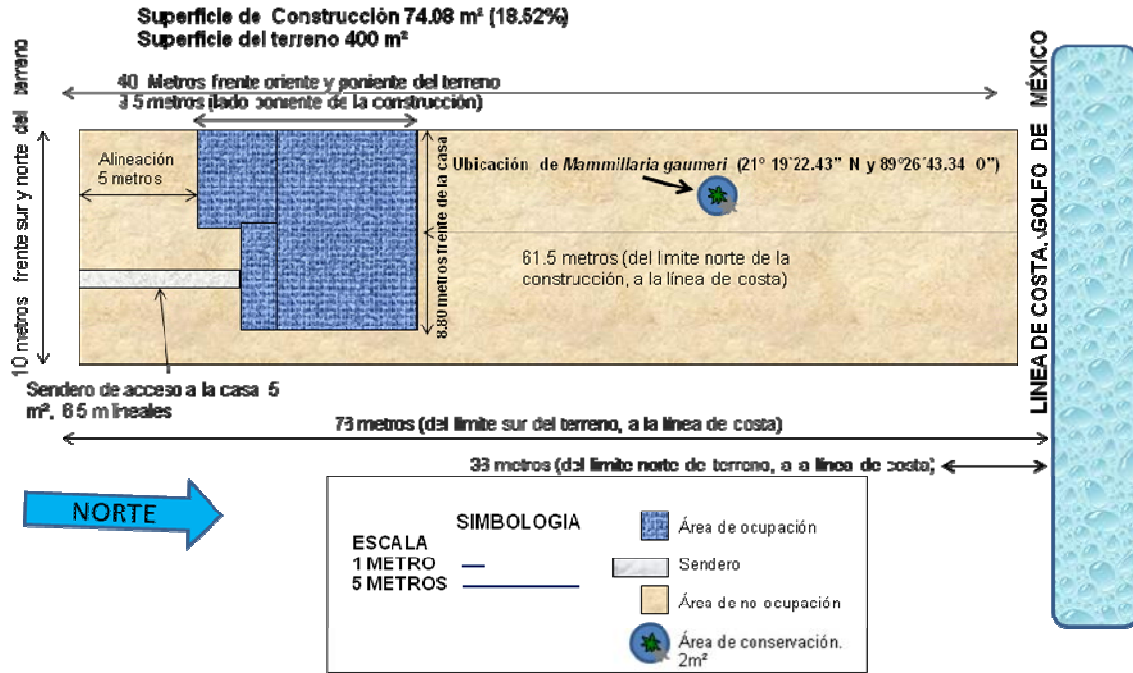 Superficie de Construcción 74.08 m² (18.52%)
Superficie del terreno 400 m²
40 Metros frente oriente y poniente del terreno
metros (lado poniente de la construcción)
10 metros frente sur y norte del terreno
Alineación
5 metros
8.80 metros frente de la casa
Ubicación de Mammillaria gaumeri (21° 19'22.43" N y 89°26'43.34 O")
61.5 metros (del limite norte de la
construcción, a la línea de costa)
Sendero de acceso a la casa 5
m², 6.5 m lineales
metros (del limite sur del terreno, a la línea de costa)
metros (del limite norte de terreno, a a línea de costa)
LINEA DE COSTA, GOLFO DE MÉXICO
NORTE
SIMBOLOGIA
ESCALA
1 METRO
5 METROS
Área de ocupación
Sendero
Área de no ocupación
Área de conservación.
2m²